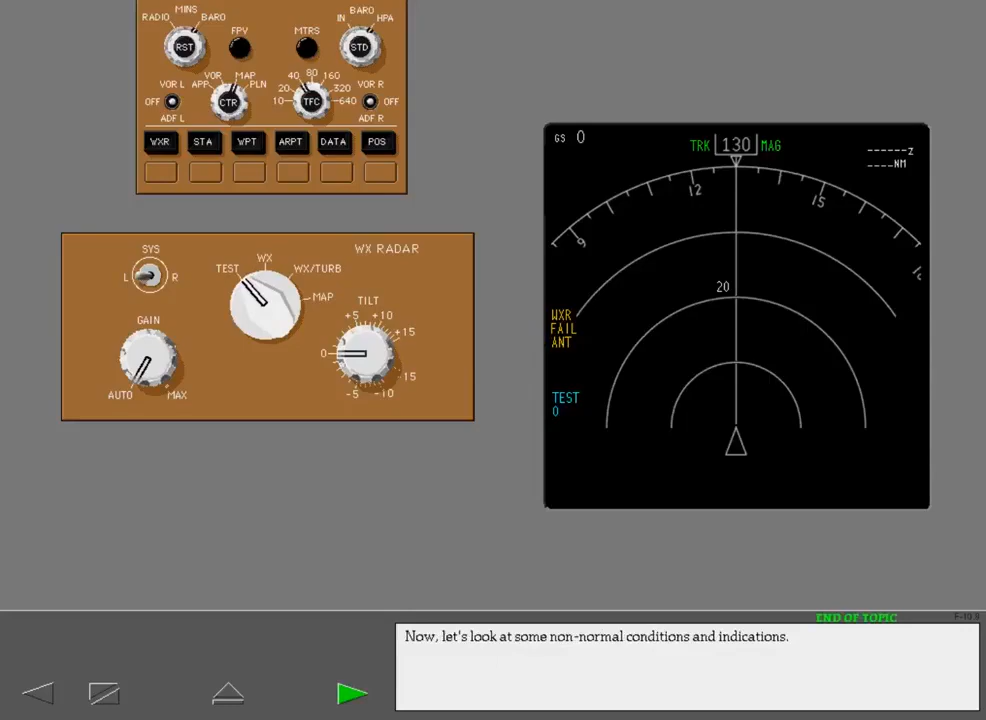 MINS
RADIO BARO
RST
FPV
MTRS
BARO
IN HPA
STD
VOR L
OFF
ADF L
APP VOR MAP PLN
CTR
10 20 40 80 160 320 640
TFC
VOR R
OFF
ADF R
WXR STA WPT ARPT DATA POS
SYS
L R
GAIN
AUTO MAX
TEST WX WX/TURB MAP
WX RADAR
TILT
+5 +10
+15
0
15
-5 -10
GS 0
TRK 130 MAG
------Z
----NM
9 12 15
20
WXR
FAIL
ANT
TEST
0
END OF TOPIC
Now, let's look at some non-normal conditions and indications.